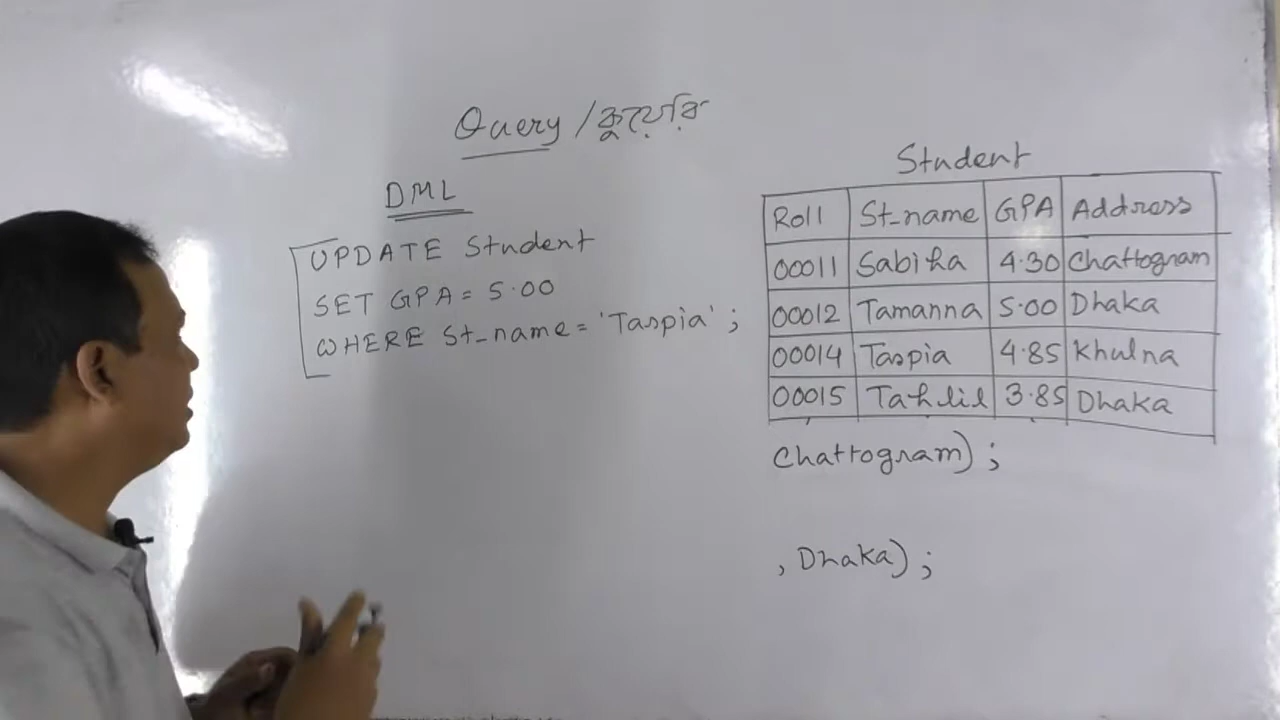 Query / কুয়েরি
DML
UPDATE Student
SET GPA = 5.00
WHERE St_name = 'Taspia' ;
Student
Roll St_name GPA Address
00011 Sabiha 4.30 Chattogram
00012 Tamanna 5.00 Dhaka
00014 Taspia 4.85 Khulna
00015 Tahlil 3.85 Dhaka
Chattogram) ;
, Dhaka) ;